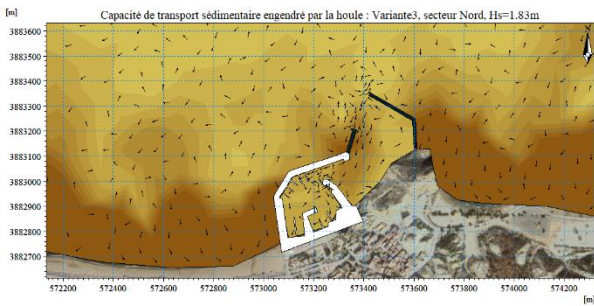 [m]
Capacité de transport sédimentaire engendré par la houle : Variante3, secteur Nord, Hs=1.83m
3883600
3883500
3883400
3883300
3883200
3883100
3883000
3882900
3882800
3882700
572200 572400 572600 572800 573000 573200 573400 573600 573800 574000 574200
[m]